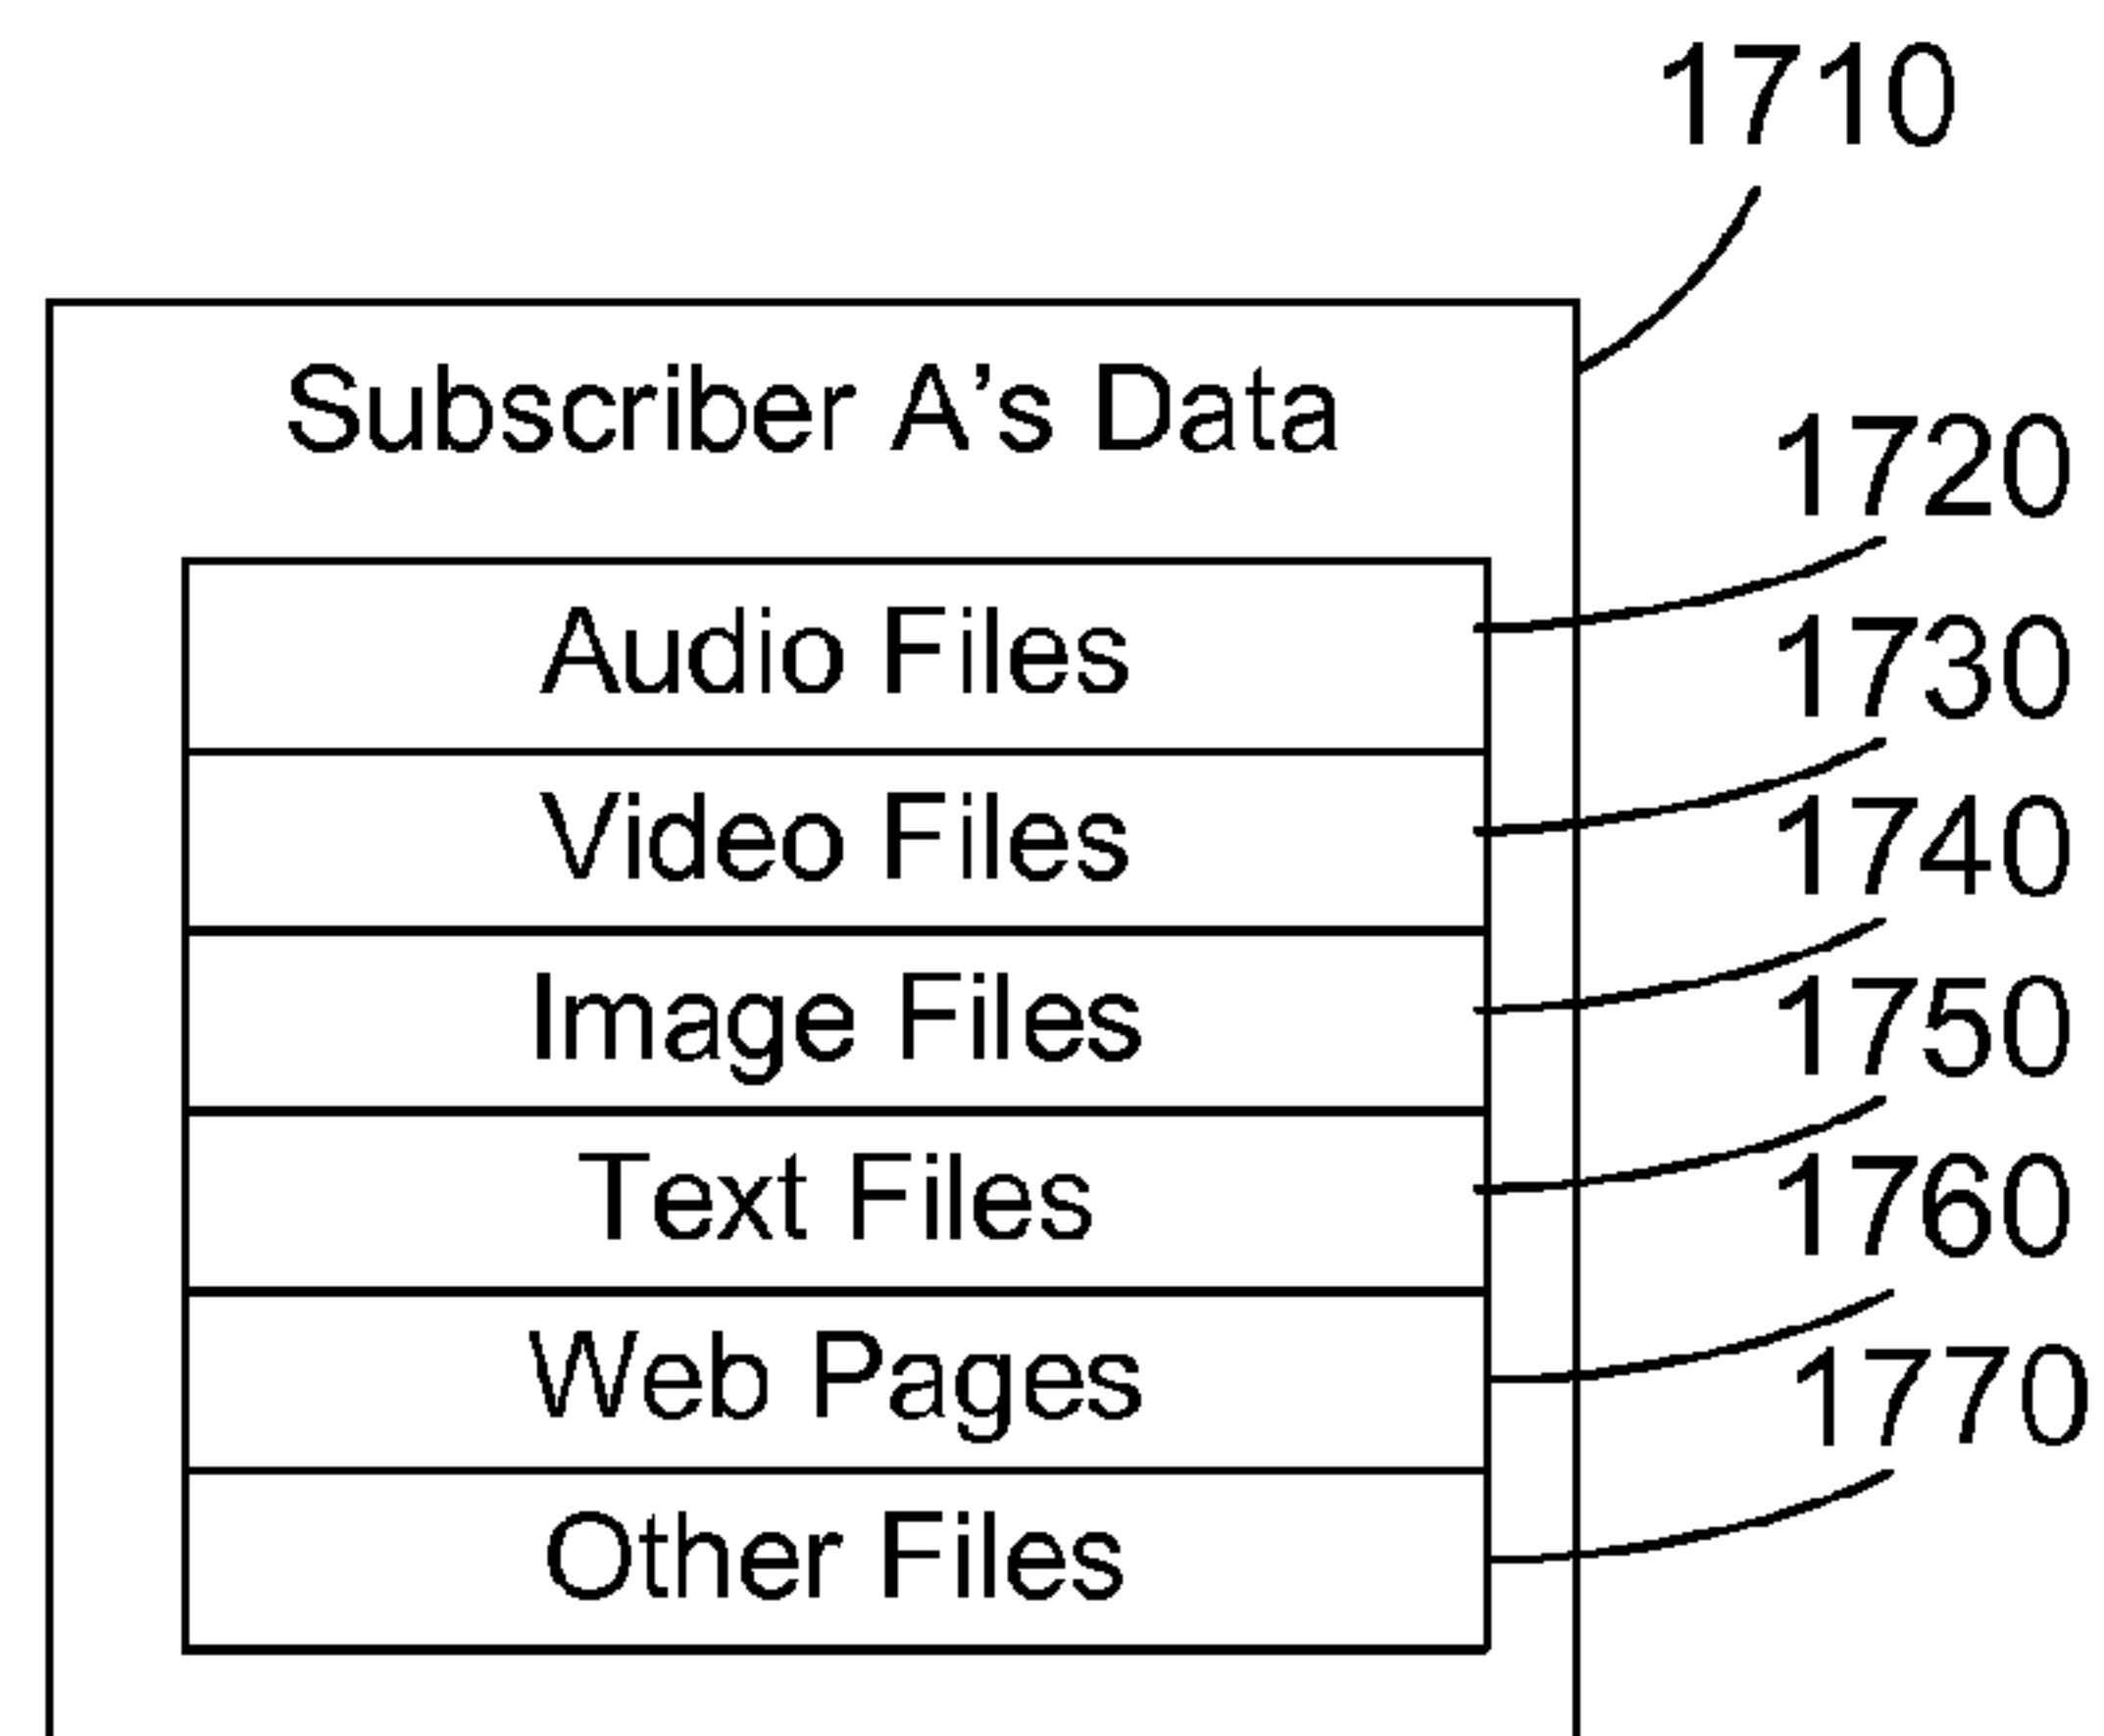 1710
Subscriber A's Data
1720
Audio Files
1730
Video Files
1740
Image Files
1750
Text Files
1760
Web Pages
1770
Other Files